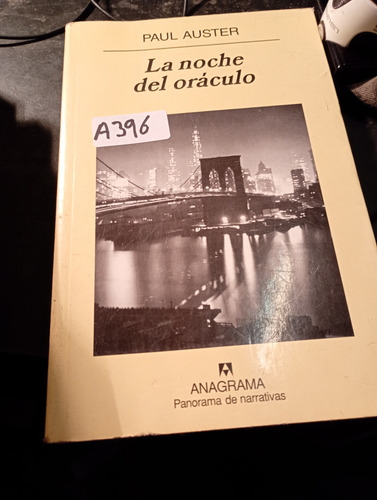 PAUL AUSTER
La noche
del oráculo
A396
ANAGRAMA
Panorama de narrativas